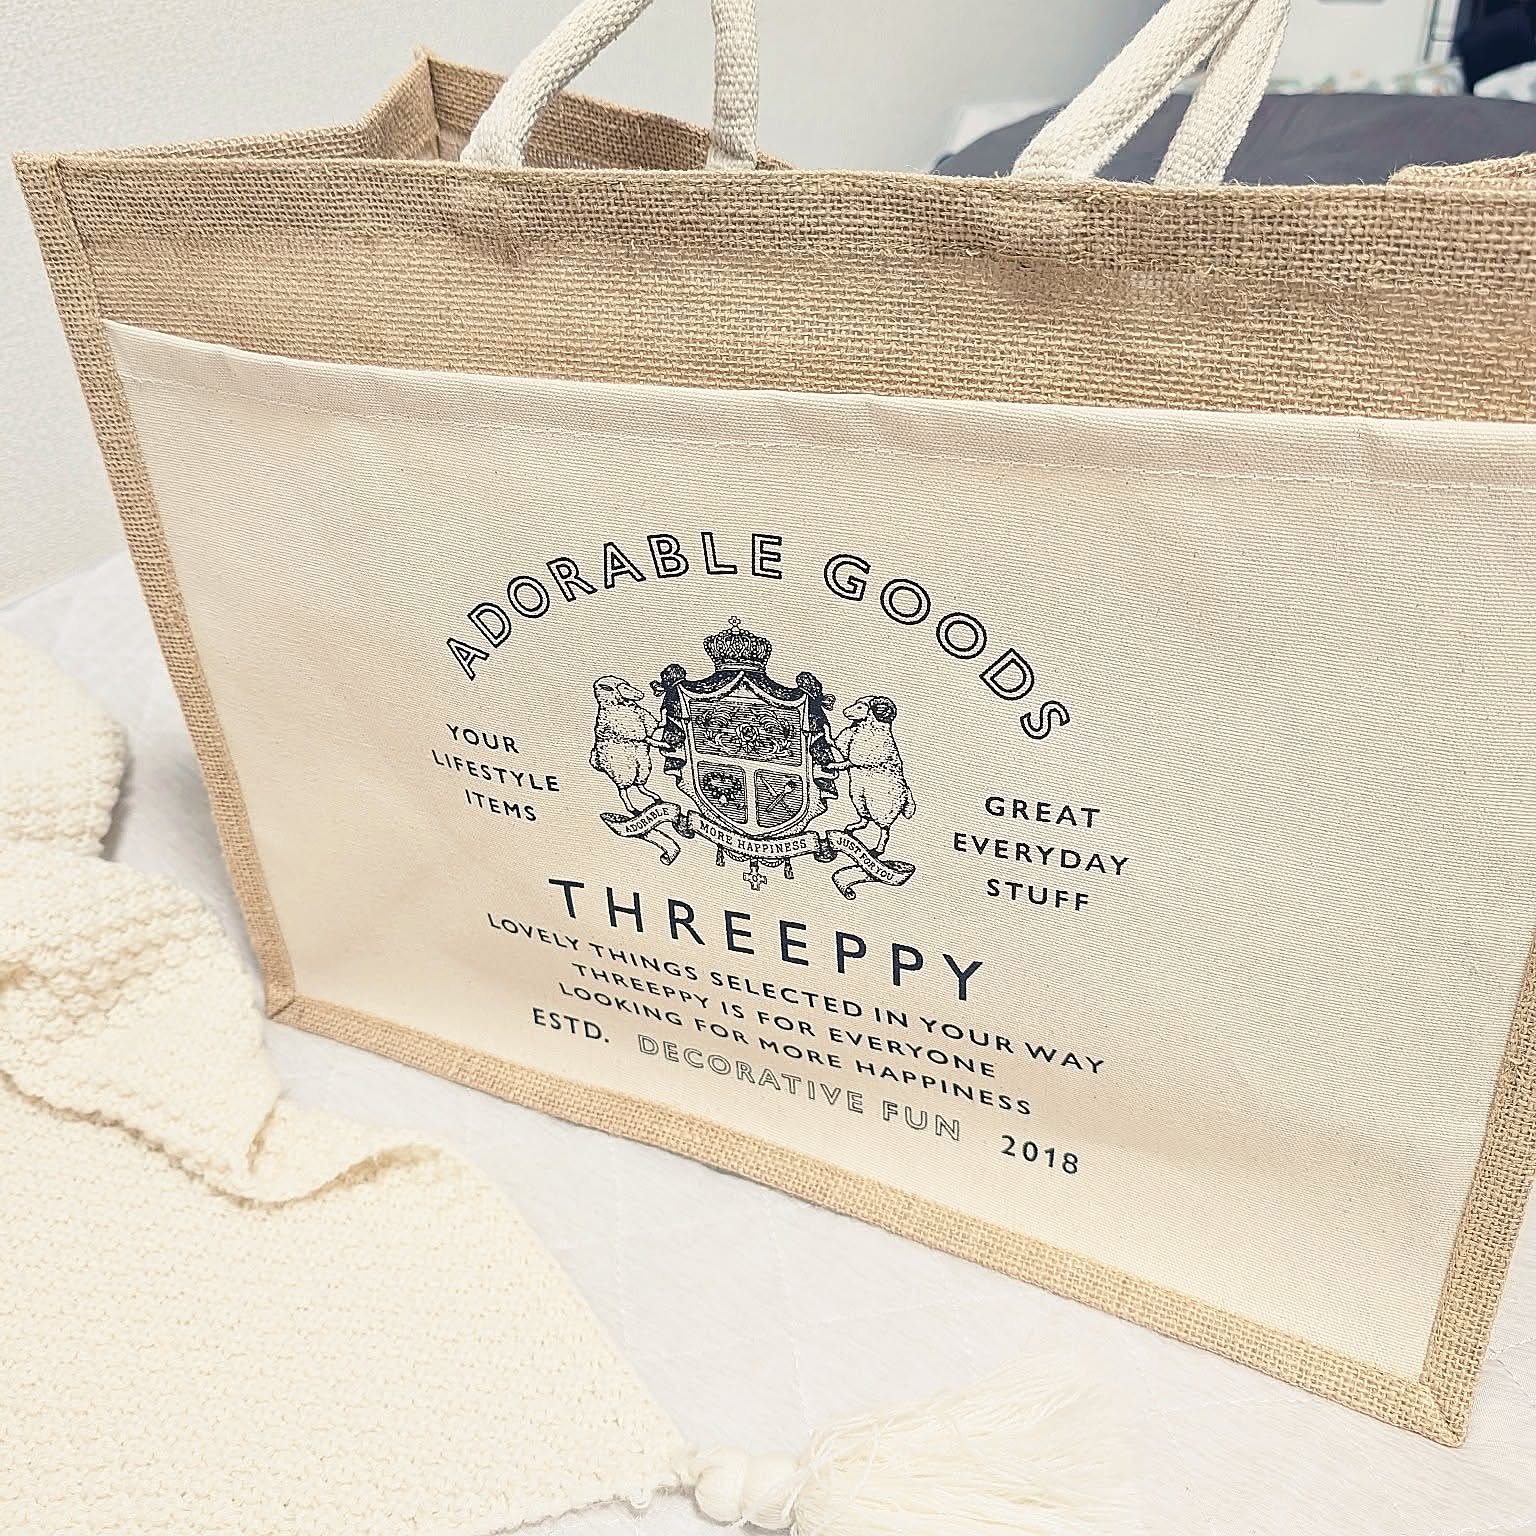 ADORABLE GOODS
YOUR
LIFESTYLE
ITEMS
GREAT
EVERYDAY
STUFF
ADORABLE
MORE HAPPINESS
JUST FOR YOU
THREEPPY
LOVELY THINGS SELECTED IN YOUR WAY
THREEPPY IS FOR EVERYONE
LOOKING FOR MORE HAPPINESS
ESTD. DECORATIVE FUN 2018